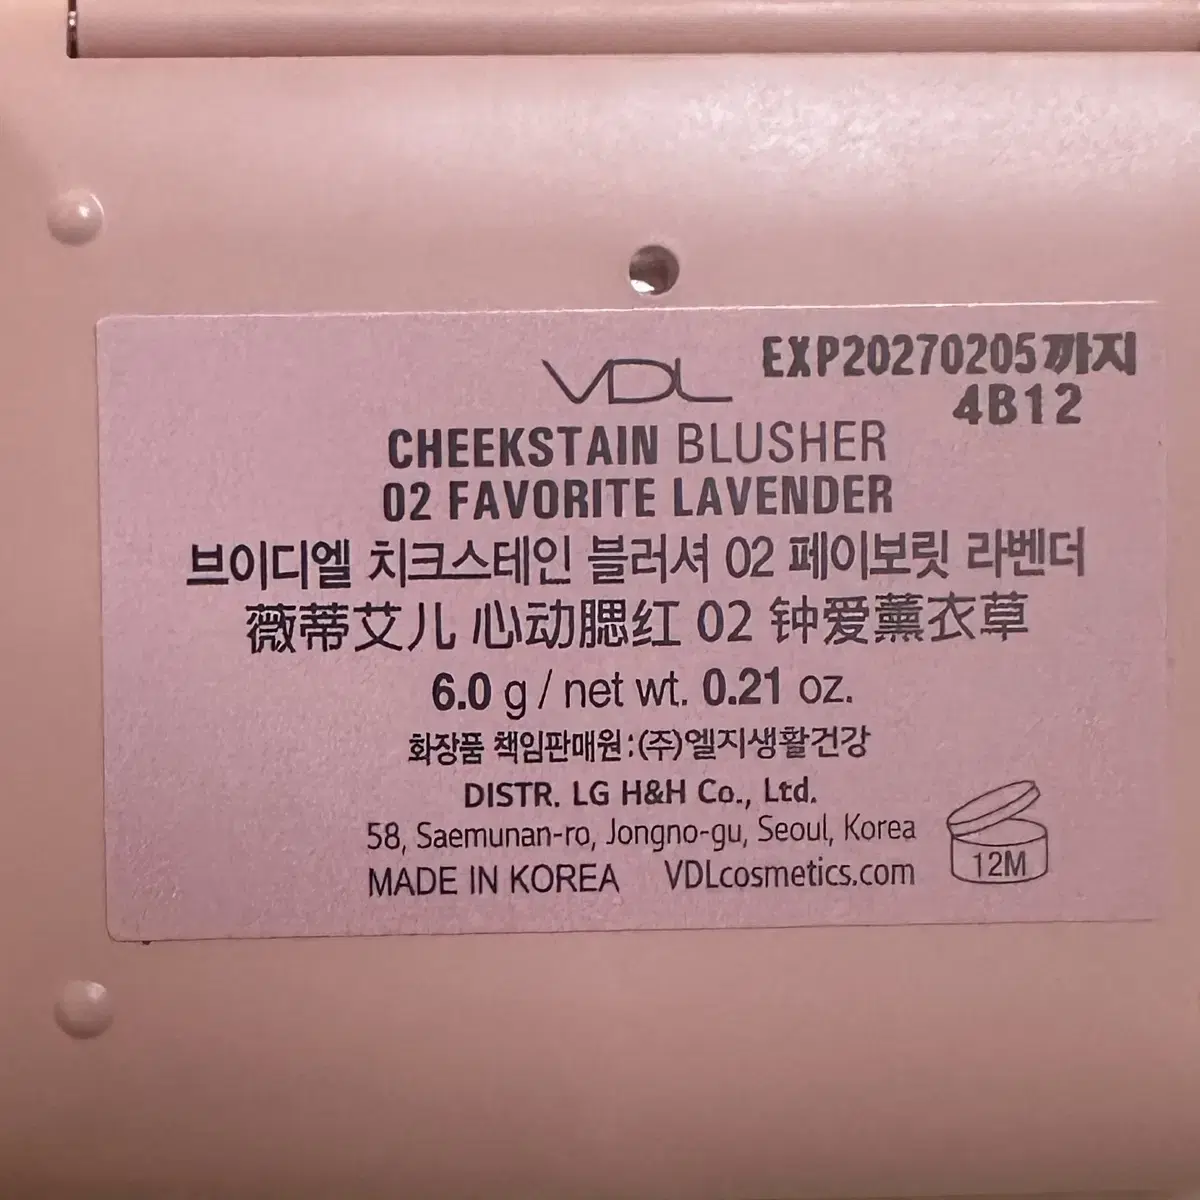 VDL
EXP20270205까지
4B12
CHEEKSTAIN BLUSHER
02 FAVORITE LAVENDER
브이디엘 치크스테인 블러셔 02 페이보릿 라벤더
薇蒂艾儿 心动腮红 02 钟爱薰衣草
6.0 g / net wt. 0.21 oz.
화장품 책임판매원:(주)엘지생활건강
DISTR. LG H&H Co., Ltd.
58, Saemunan-ro, Jongno-gu, Seoul, Korea
MADE IN KOREA VDLcosmetics.com
12M